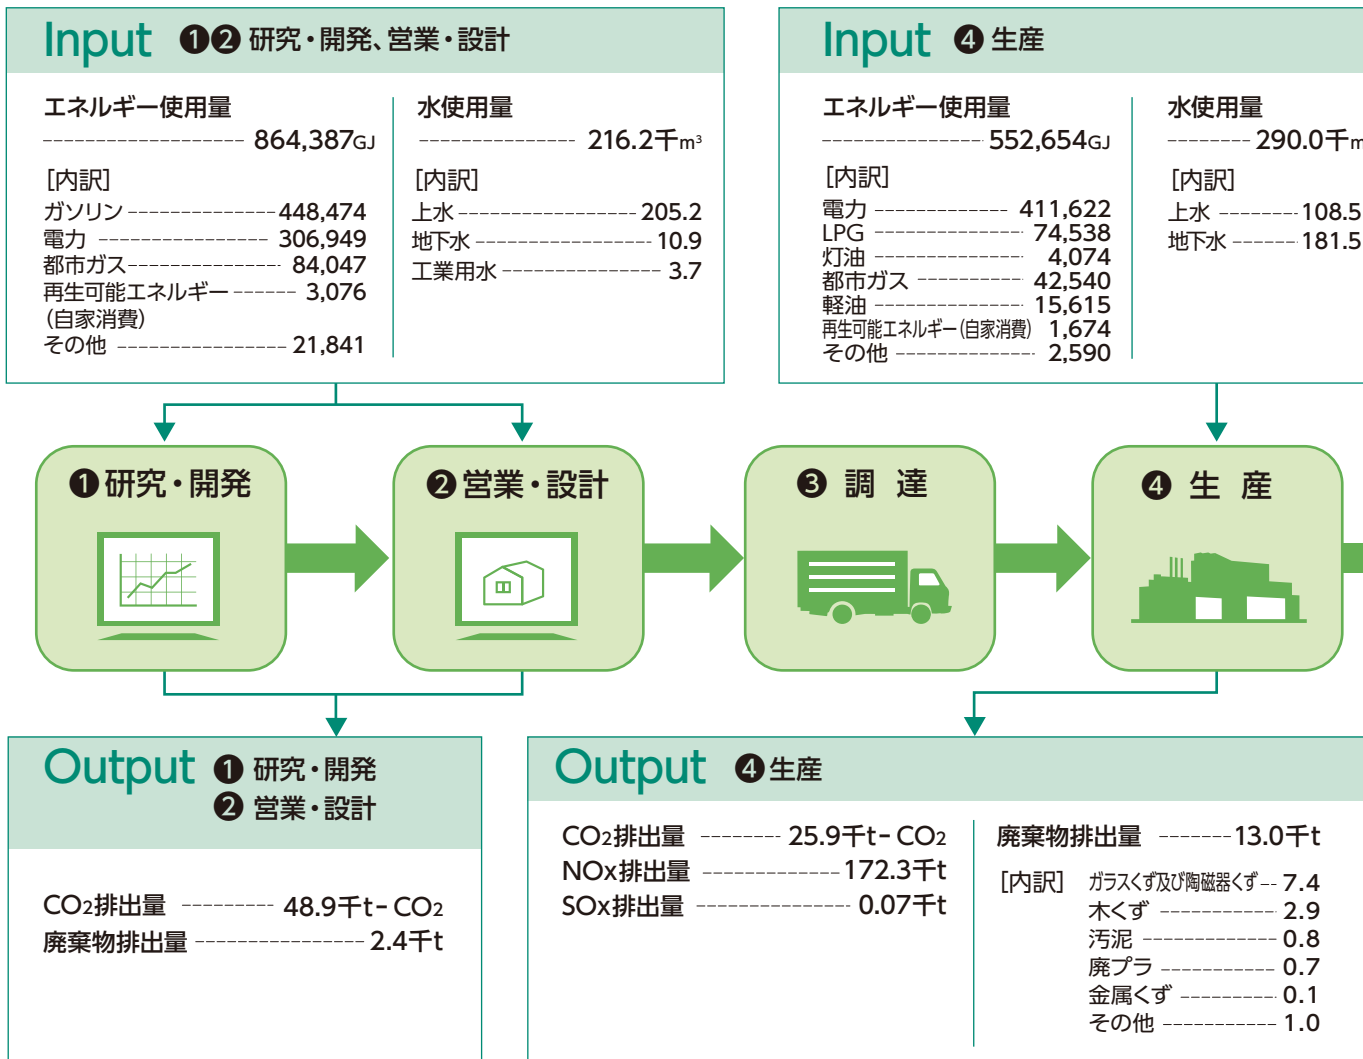 Input ❶❷ 研究・開発、営業・設計
エネルギー使用量
864,387GJ
[内訳]
ガソリン 448,474
電力 306,949
都市ガス 84,047
再生可能エネルギー 3,076
(自家消費)
その他 21,841
水使用量
216.2千m³
[内訳]
上水 205.2
地下水 10.9
工業用水 3.7
Input ❹ 生産
エネルギー使用量
552,654GJ
[内訳]
電力 411,622
LPG 74,538
灯油 4,074
都市ガス 42,540
軽油 15,615
再生可能エネルギー(自家消費) 1,674
その他 2,590
水使用量
290.0千m
[内訳]
上水 108.5
地下水 181.5
❶研究・開発
❷営業・設計
❸ 調達
❹ 生産
Output ❶ 研究・開発
❷ 営業・設計
CO₂排出量 48.9千t-CO₂
廃棄物排出量 2.4千t
Output ❹生産
CO₂排出量 25.9千t-CO₂
NOx排出量 172.3千t
SOx排出量 0.07千t
廃棄物排出量 13.0千t
[内訳] ガラスくず及び陶磁器くず 7.4
木くず 2.9
汚泥 0.8
廃プラ 0.7
金属くず 0.1
その他 1.0